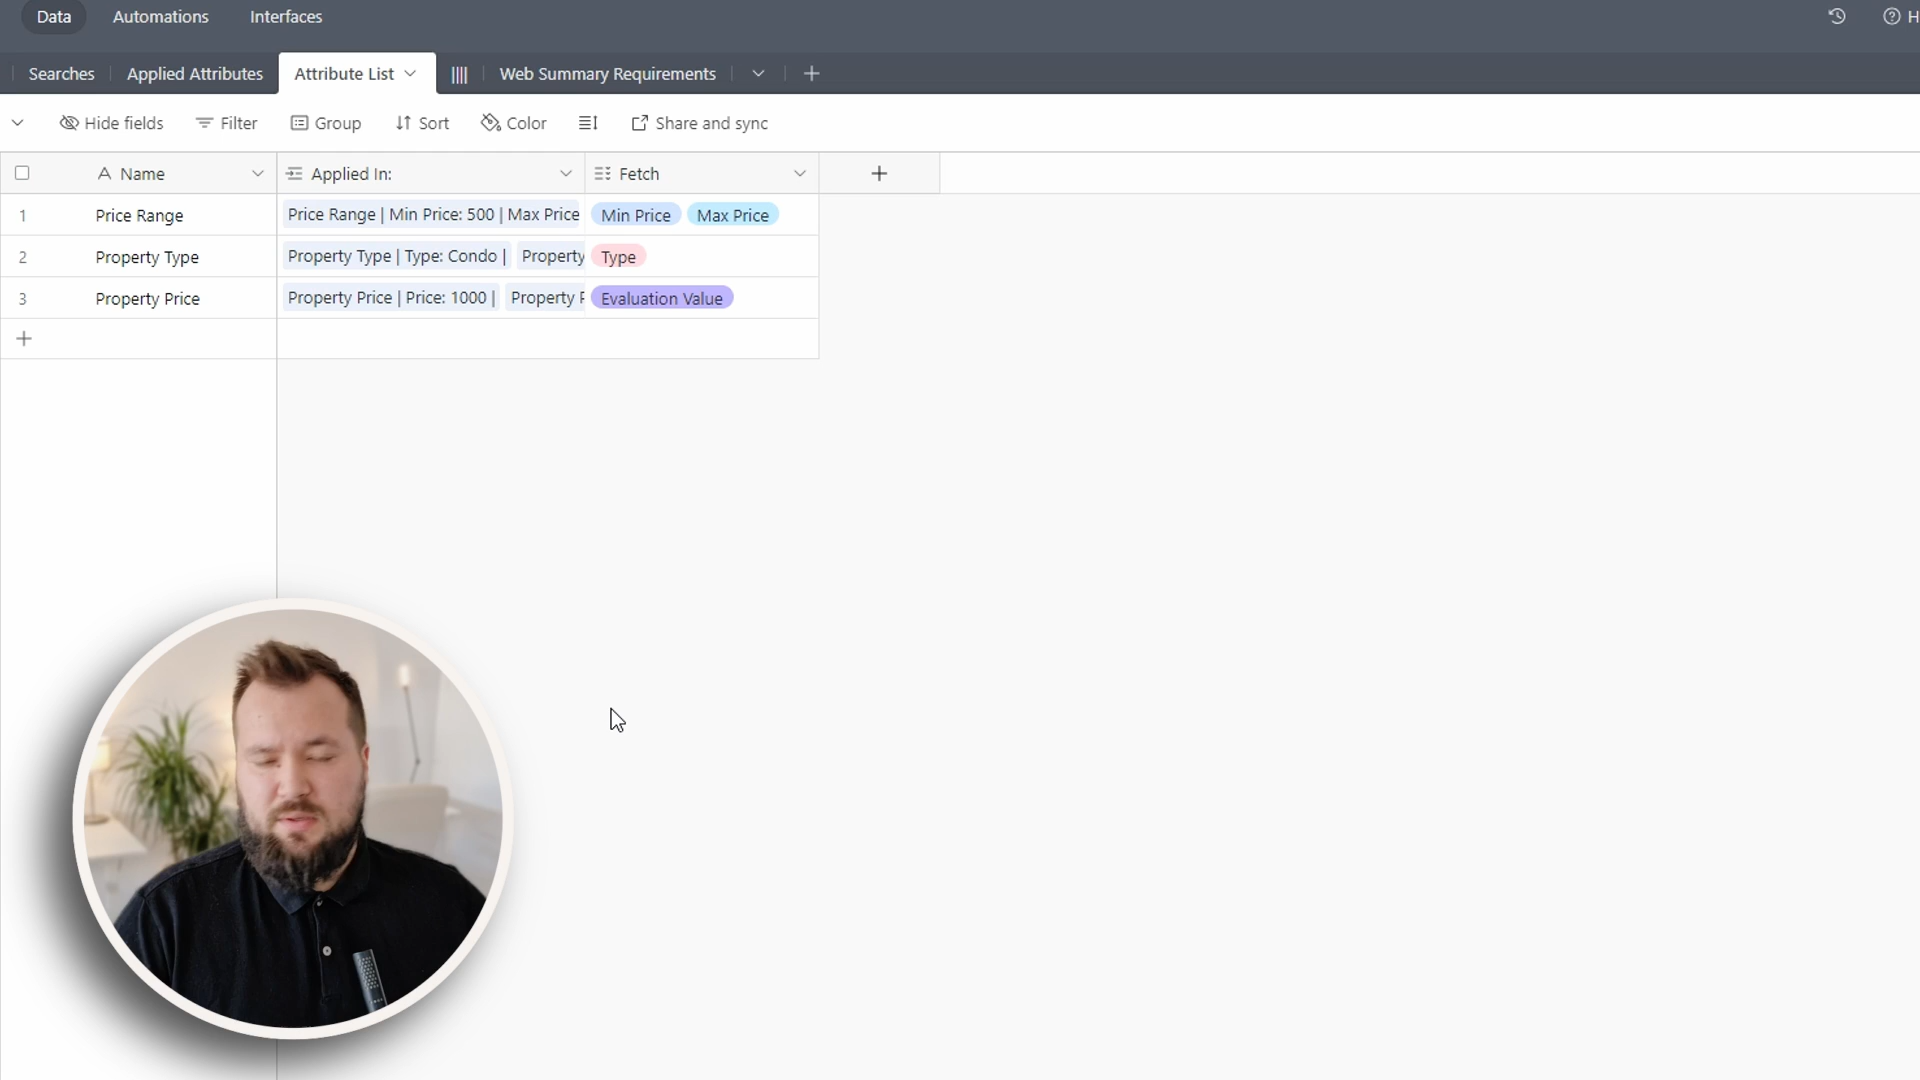 Data Automations Interfaces H
Searches Applied Attributes Attribute List |||| Web Summary Requirements
Hide fields Filter Group Sort Color Share and sync
Name Applied In: Fetch
1 Price Range Price Range | Min Price: 500 | Max Price Min Price Max Price
2 Property Type Property Type | Type: Condo | Property Type
3 Property Price Property Price | Price: 1000 | Property P Evaluation Value